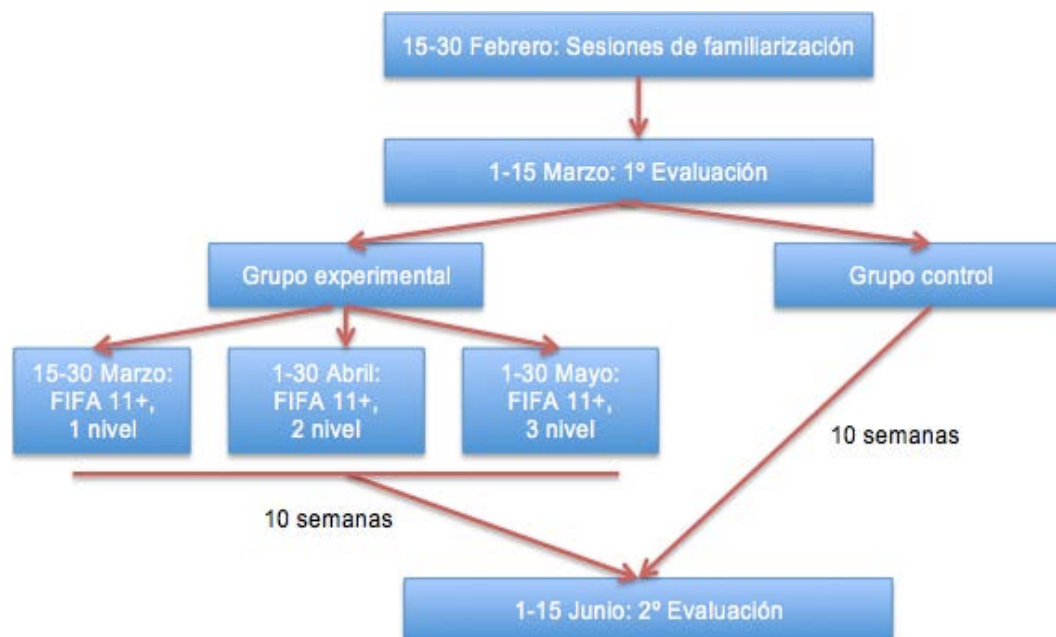 15-30 Febrero: Sesiones de familiarización
1-15 Marzo: 1º Evaluación
Grupo experimental
Grupo control
15-30 Marzo:
FIFA 11+,
1 nivel
1-30 Abril:
FIFA 11+,
2 nivel
1-30 Mayo:
FIFA 11+,
3 nivel
10 semanas
10 semanas
1-15 Junio: 2º Evaluación